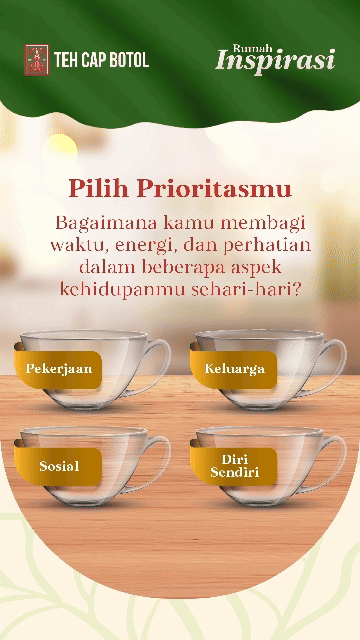 TEH CAP BOTOL
Rumah
Inspirasi
Pilih Prioritasmu
Bagaimana kamu membagi
waktu, energi, dan perhatian
dalam beberapa aspek
kehidupanmu sehari-hari?
Pekerjaan
Keluarga
Sosial
Diri
Sendiri